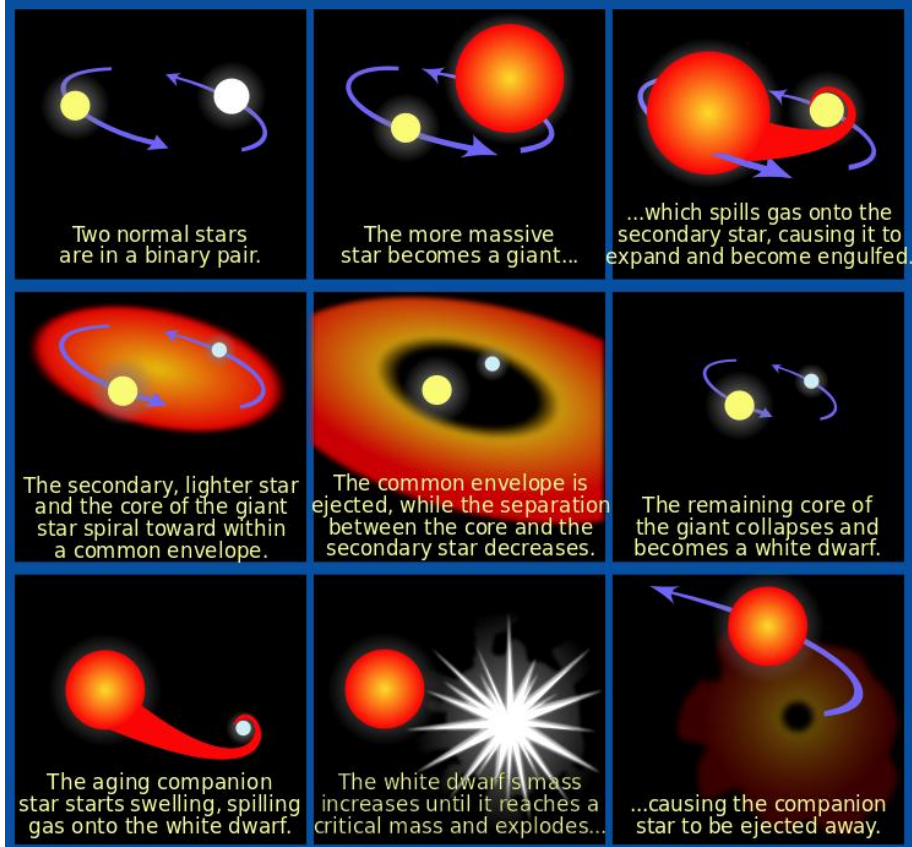 Two normal stars
are in a binary pair.
The more massive
star becomes a giant...
...which spills gas onto the
secondary star, causing it to
expand and become engulfed.
The secondary, lighter star
and the core of the giant
star spiral toward within
a common envelope.
The common envelope is
ejected, while the separation
between the core and the
secondary star decreases.
The remaining core of
the giant collapses and
becomes a white dwarf.
The aging companion
star starts swelling, spilling
gas onto the white dwarf.
The white dwarf's mass
increases until it reaches a
critical mass and explodes...
...causing the companion
star to be ejected away.